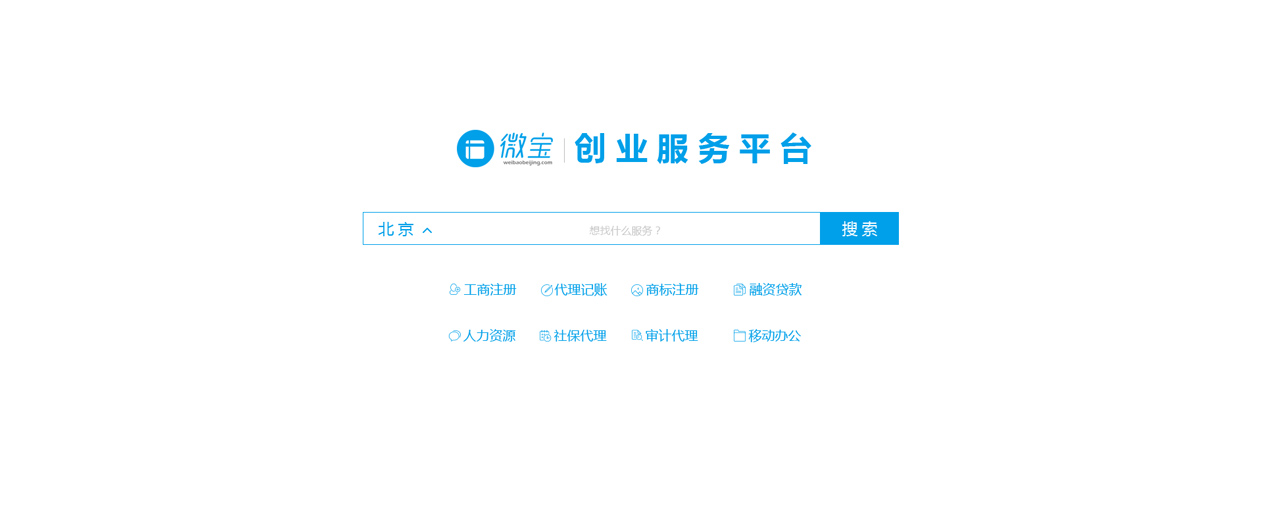 微宝 创业服务平台
weibaobeijing.com
北京 想找什么服务? 搜索
工商注册 代理记账 商标注册 融资贷款
人力资源 社保代理 审计代理 移动办公